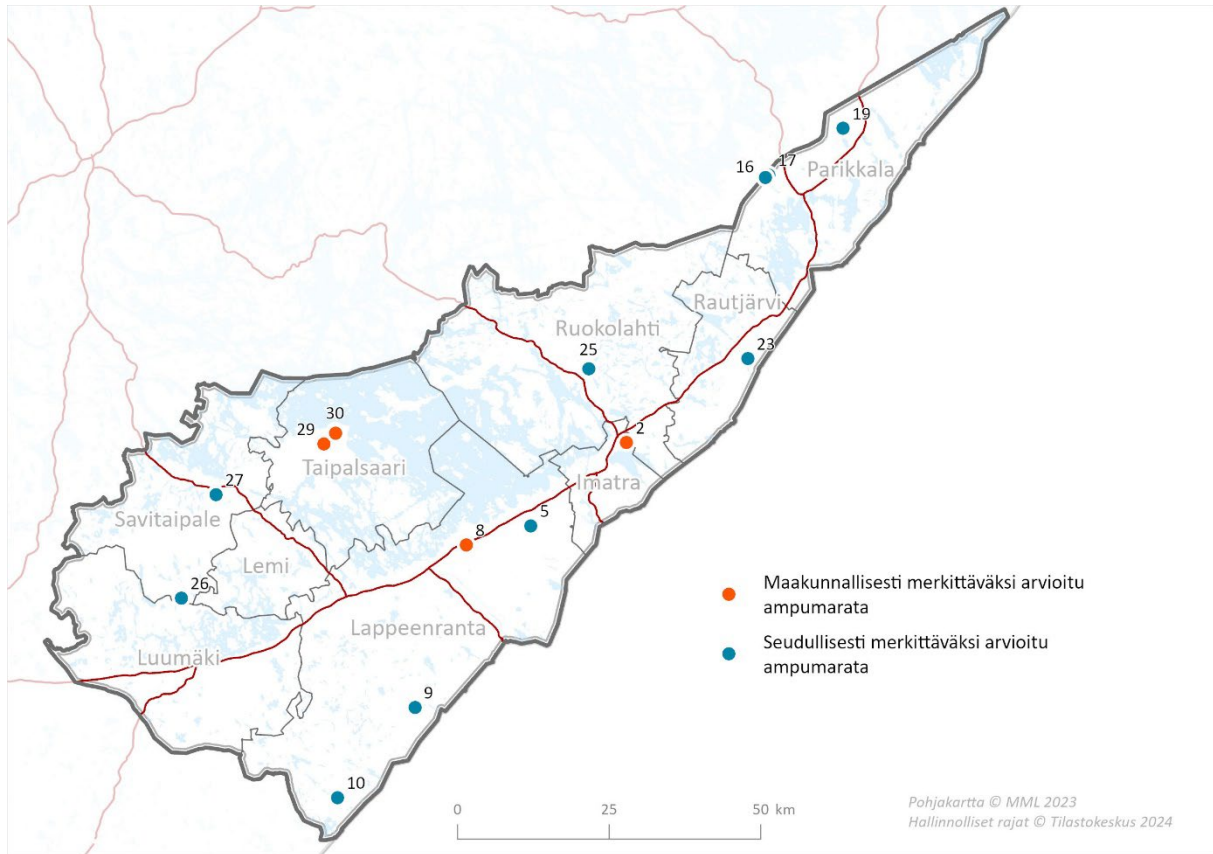 19
16
17
Parikkala
Rautjärvi
Ruokolahti
25
23
30
29
2
Taipalsaari
Imatra
27
Savitaipale
5
8
Lemi
26
Maakunnallisesti merkittäväksi arvioitu
ampumarata
Lappeenranta
Seudullisesti merkittäväksi arvioitu
ampumarata
Luumäki
9
10
0
25
50 km
Pohjakartta © MML 2023
Hallinnolliset rajat © Tilastokeskus 2024